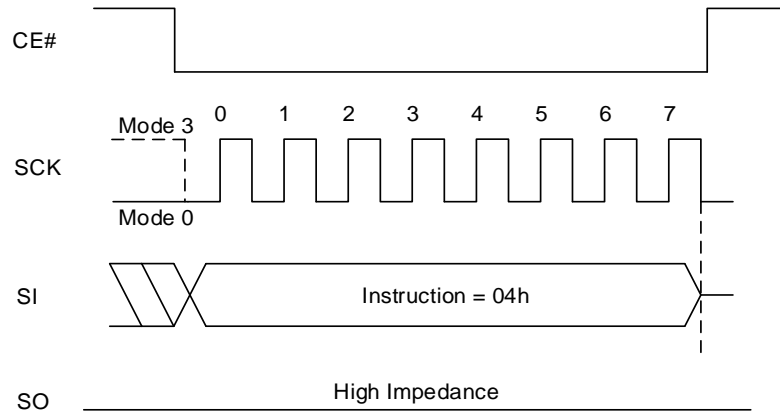 CE#
0 1 2 3 4 5 6 7
Mode 3
SCK
Mode 0
SI
Instruction = 04h
High Impedance
SO